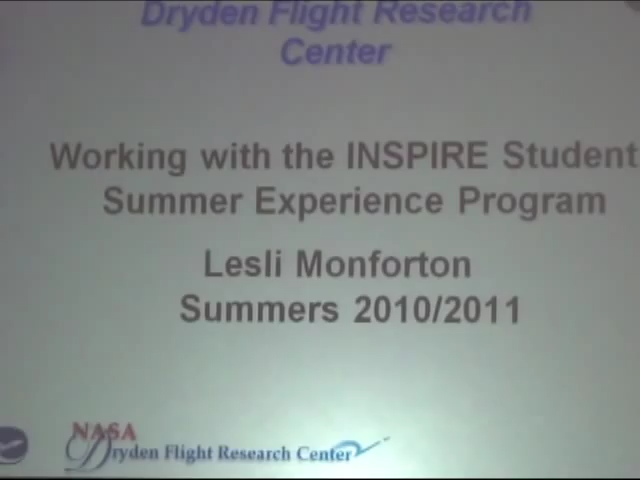 Dryden Flight Research
Center
Working with the INSPIRE Student
Summer Experience Program
Lesli Monforton
Summers 2010/2011
NASA
Dryden Flight Research Center